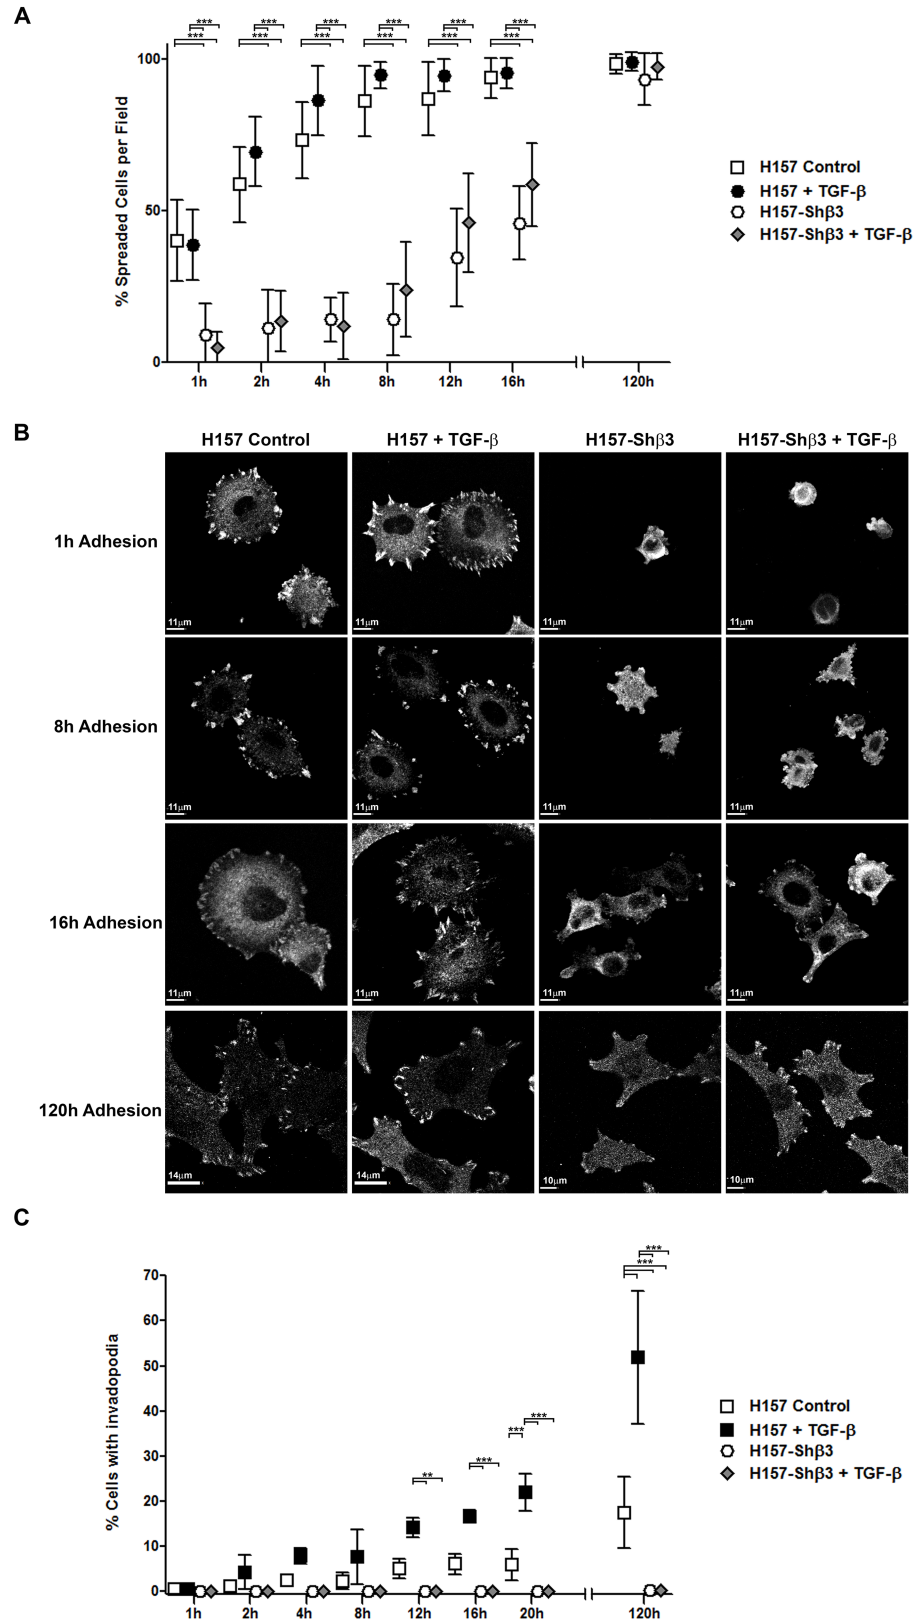 A
*** *** *** *** *** ***
*** *** *** *** *** ***
100
50
0
% Spreaded Cells per Field
1h 2h 4h 8h 12h 16h 120h
H157 Control
H157 + TGF-β
H157-Shβ3
H157-Shβ3 + TGF-β
B
H157 Control H157 + TGF-β H157-Shβ3 H157-Shβ3 + TGF-β
1h Adhesion
11µm 11µm 11µm 11µm
8h Adhesion
11µm 11µm 11µm 11µm
16h Adhesion
11µm 11µm 11µm 11µm
120h Adhesion
14µm 14µm 10µm 10µm
C
***
***
70
60
50
40
30
20
10
0
% Cells with invadopodia
** *** *** ***
1h 2h 4h 8h 12h 16h 20h 120h
H157 Control
H157 + TGF-β
H157-Shβ3
H157-Shβ3 + TGF-β